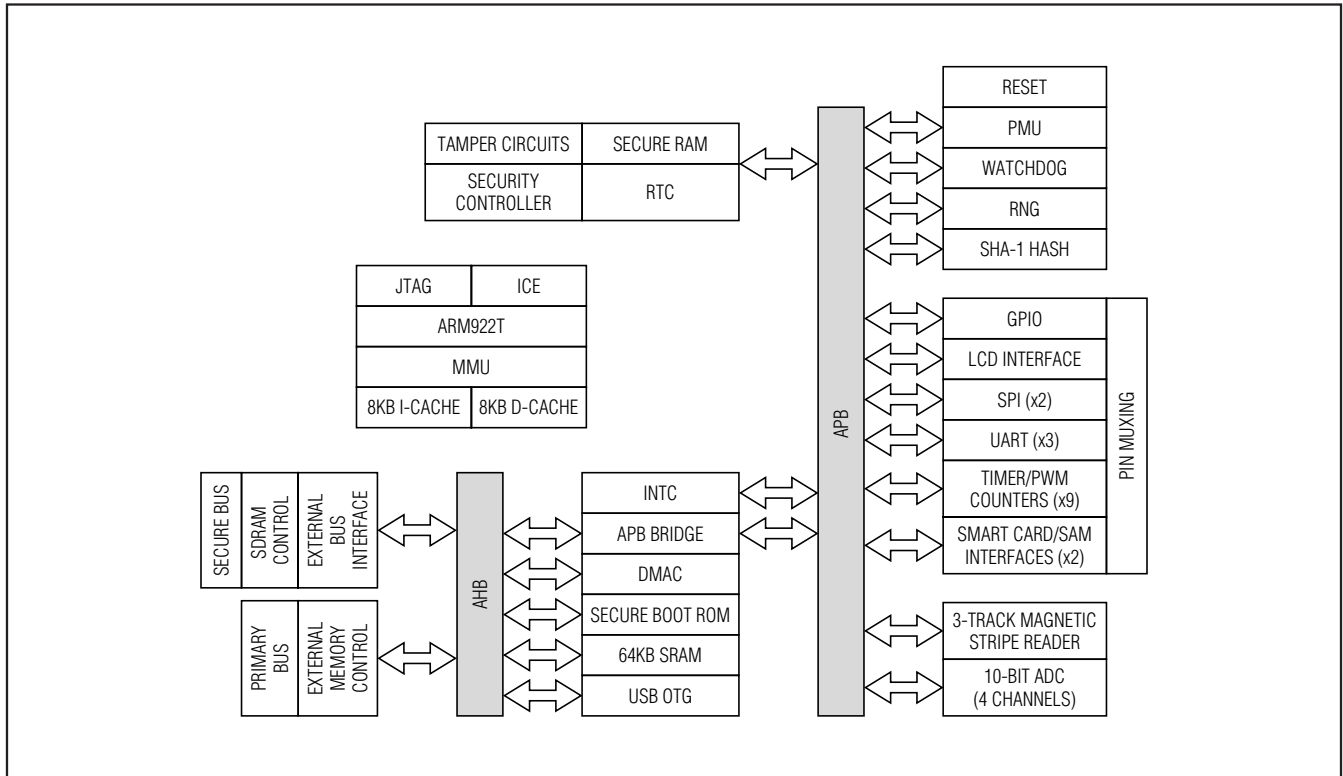 RESET
PMU
WATCHDOG
RNG
SHA-1 HASH
TAMPER CIRCUITS
SECURE RAM
SECURITY
CONTROLLER
RTC
JTAG
ICE
ARM922T
MMU
8KB I-CACHE
8KB D-CACHE
APB
GPIO
LCD INTERFACE
SPI (x2)
UART (x3)
TIMER/PWM
COUNTERS (x9)
SMART CARD/SAM
INTERFACES (x2)
PIN MUXING
SECURE BUS
SDRAM
CONTROL
EXTERNAL
BUS
INTERFACE
PRIMARY
BUS
EXTERNAL
MEMORY
CONTROL
AHB
INTC
APB BRIDGE
DMAC
SECURE BOOT ROM
64KB SRAM
USB OTG
3-TRACK MAGNETIC
STRIPE READER
10-BIT ADC
(4 CHANNELS)